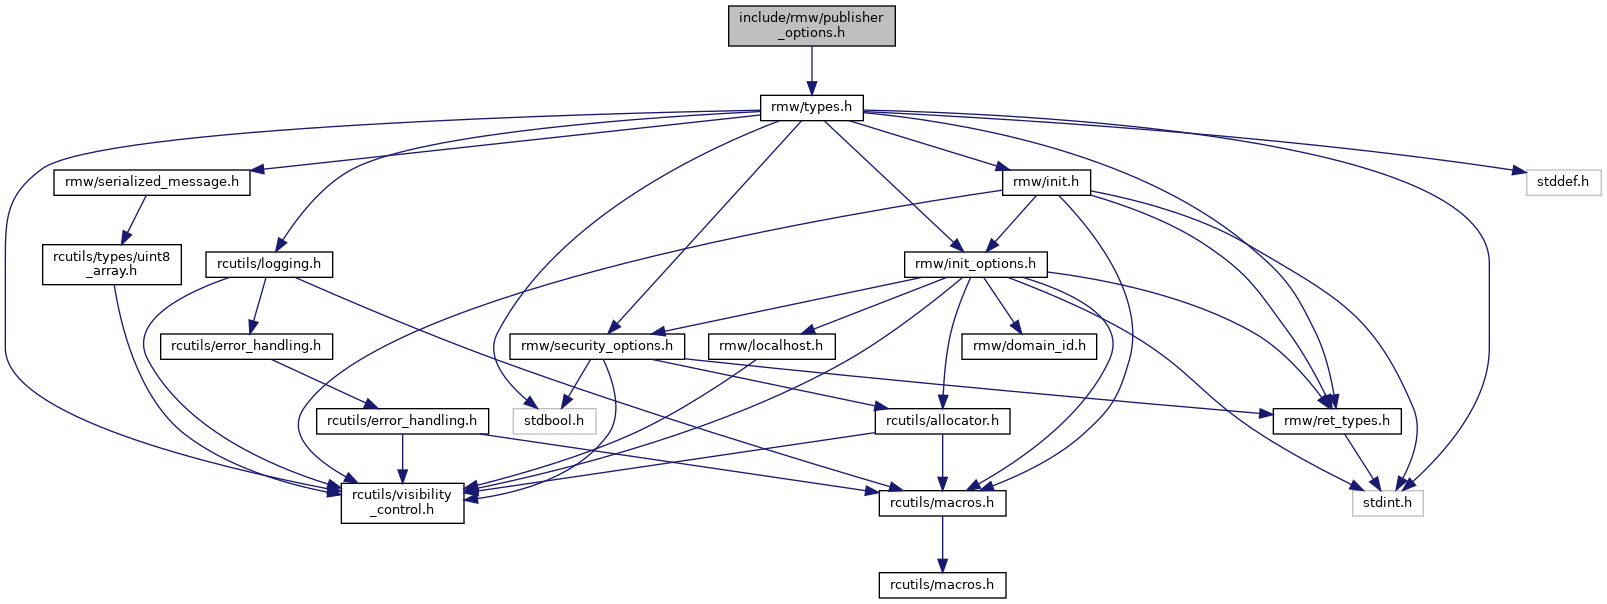 include/rmw/publisher
_options.h
rmw/types.h
rmw/serialized_message.h
rmw/init.h
stddef.h
rcutils/types/uint8
_array.h
rcutils/logging.h
rmw/init_options.h
rcutils/error_handling.h
rmw/security_options.h
rmw/localhost.h
rmw/domain_id.h
rcutils/error_handling.h
stdbool.h
rcutils/allocator.h
rmw/ret_types.h
rcutils/visibility
_control.h
rcutils/macros.h
stdint.h
rcutils/macros.h